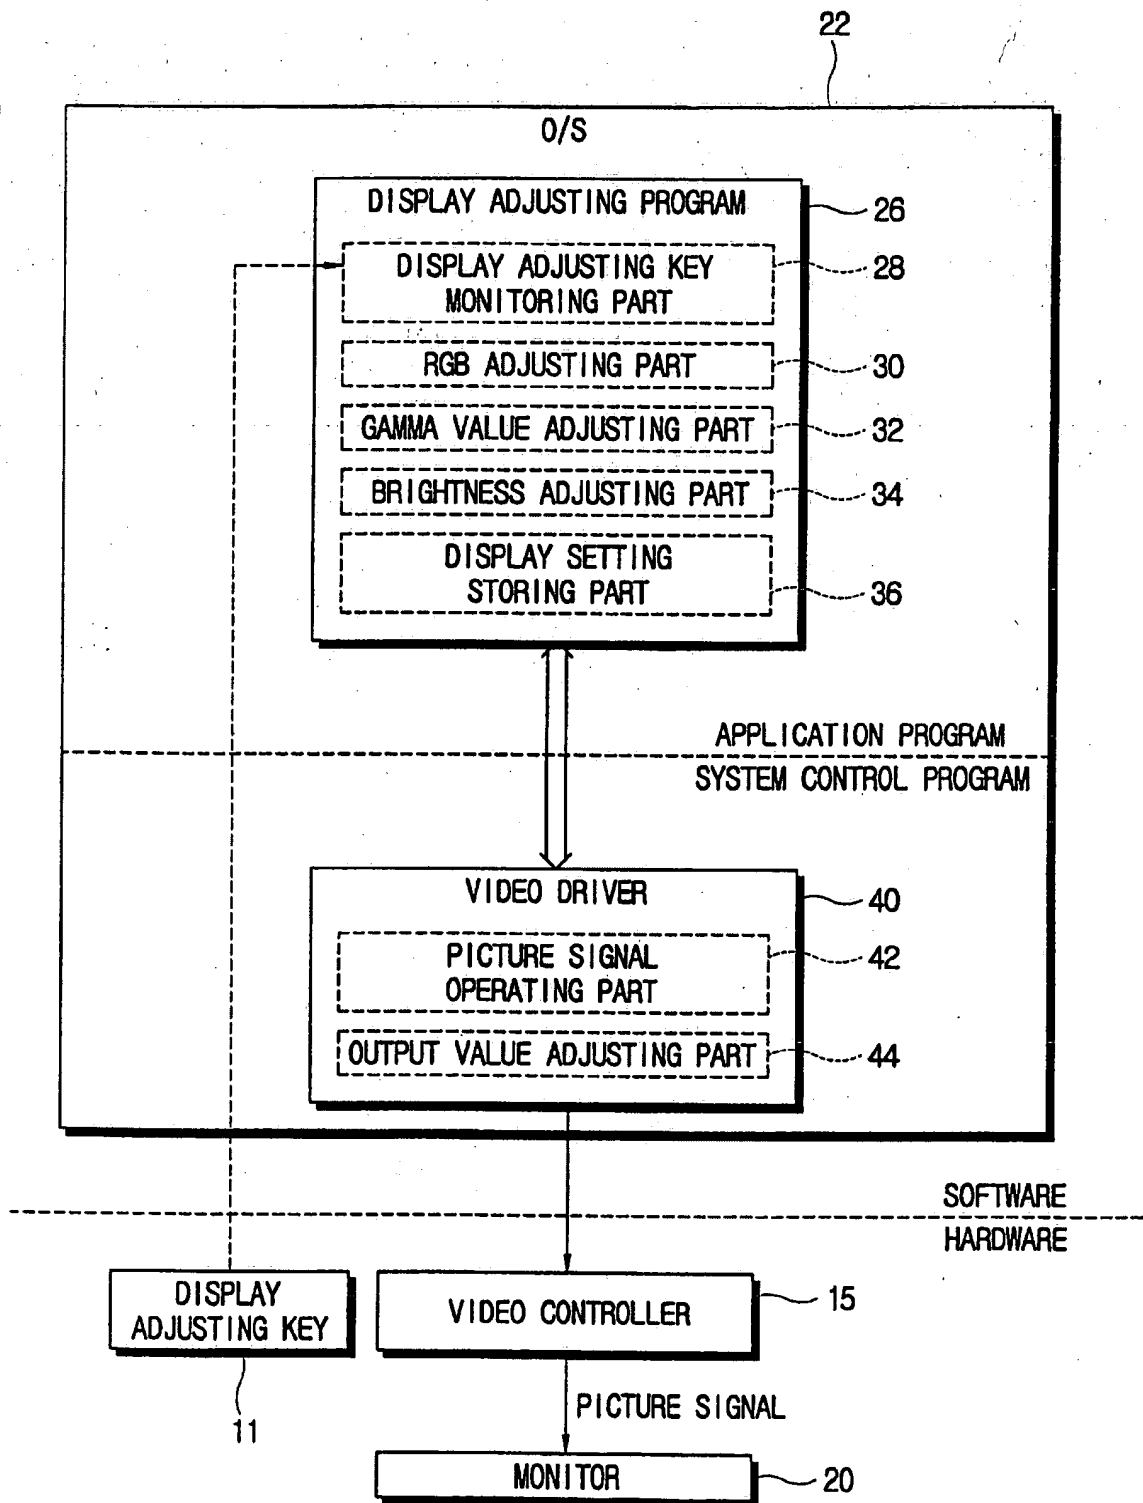 22
O/S
DISPLAY ADJUSTING PROGRAM
26
DISPLAY ADJUSTING KEY
MONITORING PART
28
RGB ADJUSTING PART
30
GAMMA VALUE ADJUSTING PART
32
BRIGHTNESS ADJUSTING PART
34
DISPLAY SETTING
STORING PART
36
APPLICATION PROGRAM
SYSTEM CONTROL PROGRAM
VIDEO DRIVER
40
PICTURE SIGNAL
OPERATING PART
42
OUTPUT VALUE ADJUSTING PART
44
SOFTWARE
HARDWARE
DISPLAY
ADJUSTING KEY
11
VIDEO CONTROLLER
15
PICTURE SIGNAL
MONITOR
20